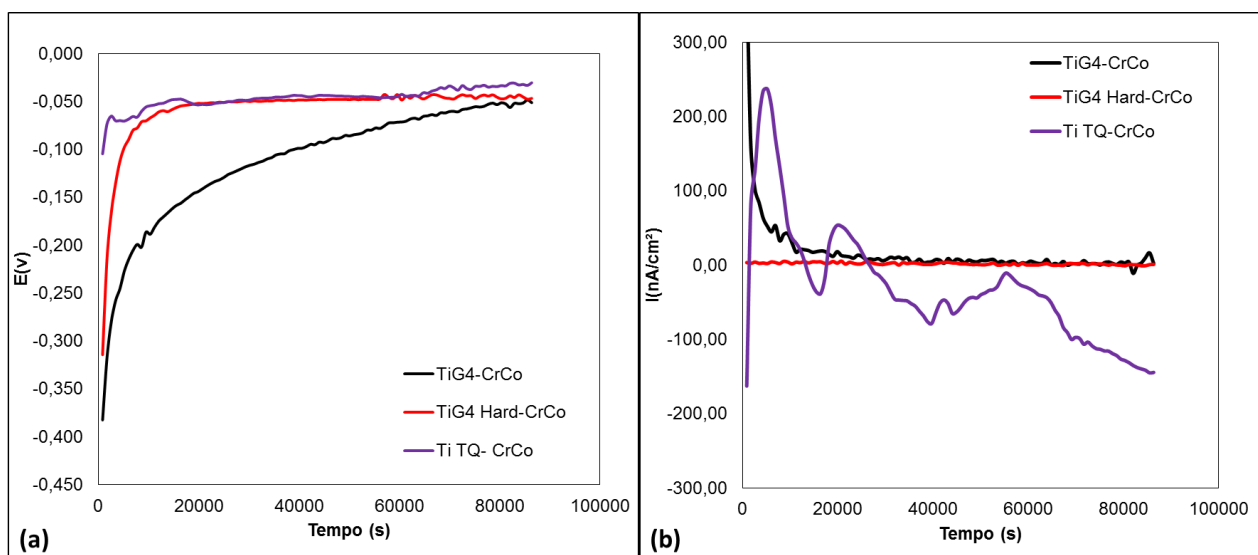 0,000
-0,050
-0,100
-0,150
-0,200
-0,250
-0,300
-0,350
-0,400
-0,450
E(v)
TiG4-CrCo
TiG4 Hard-CrCo
Ti TQ- CrCo
0 20000 40000 60000 80000 100000
Tempo (s)
(a)
300,00
200,00
100,00
0,00
-100,00
-200,00
-300,00
I(nA/cm²)
TiG4-CrCo
TiG4 Hard-CrCo
Ti TQ-CrCo
0 20000 40000 60000 80000 100000
Tempo (s)
(b)